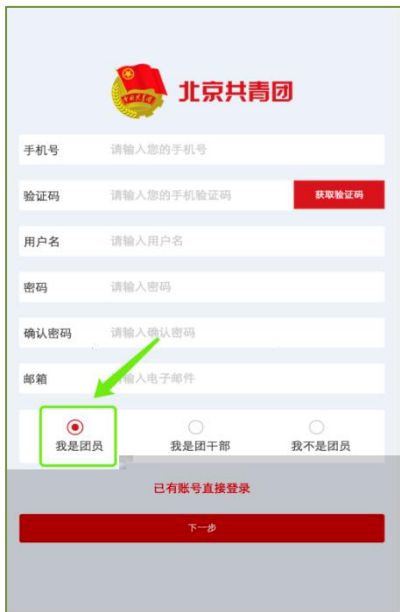 北京共青团
手机号 请输入您的手机号
验证码 请输入您的手机验证码 获取验证码
用户名 请输入用户名
密码 请输入密码
确认密码 请输入确认密码
邮箱 请输入电子邮件
我是团员 我是团干部 我不是团员
已有账号直接登录
下一步